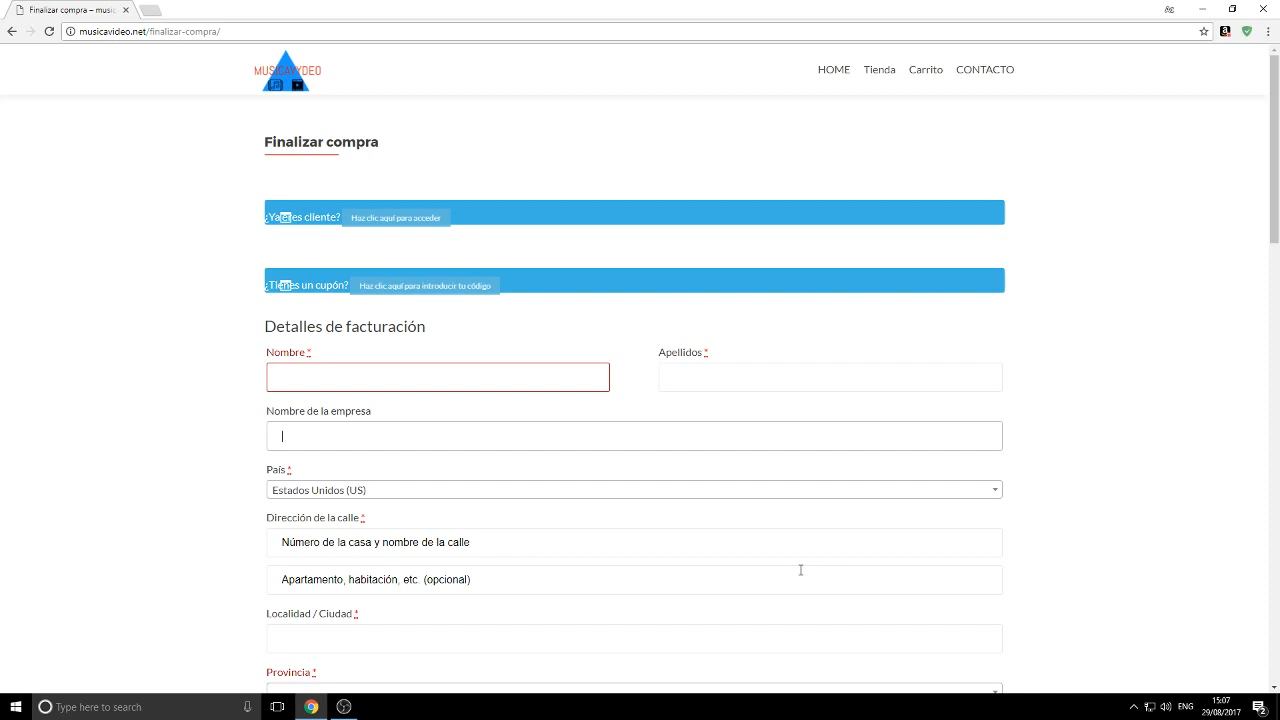 Finalizar compra – music
musicavideo.net/finalizar-compra/
MUSICAVYDEO
HOME Tienda Carrito CONTACTO
Finalizar compra
¿Ya eres cliente? Haz clic aquí para acceder
¿Tienes un cupón? Haz clic aquí para introducir tu código
Detalles de facturación
Nombre * Apellidos *
Nombre de la empresa
País *
Estados Unidos (US)
Dirección de la calle *
Número de la casa y nombre de la calle
Apartamento, habitación, etc. (opcional)
Localidad / Ciudad *
Provincia *
Type here to search
ENG
15:07
29/08/2017
2